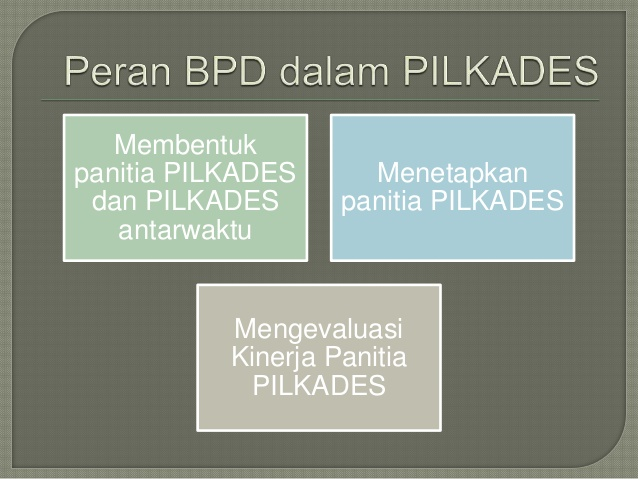 Peran BPD dalam PILKADES
Membentuk
panitia PILKADES
dan PILKADES
antarwaktu
Menetapkan
panitia PILKADES
Mengevaluasi
Kinerja Panitia
PILKADES